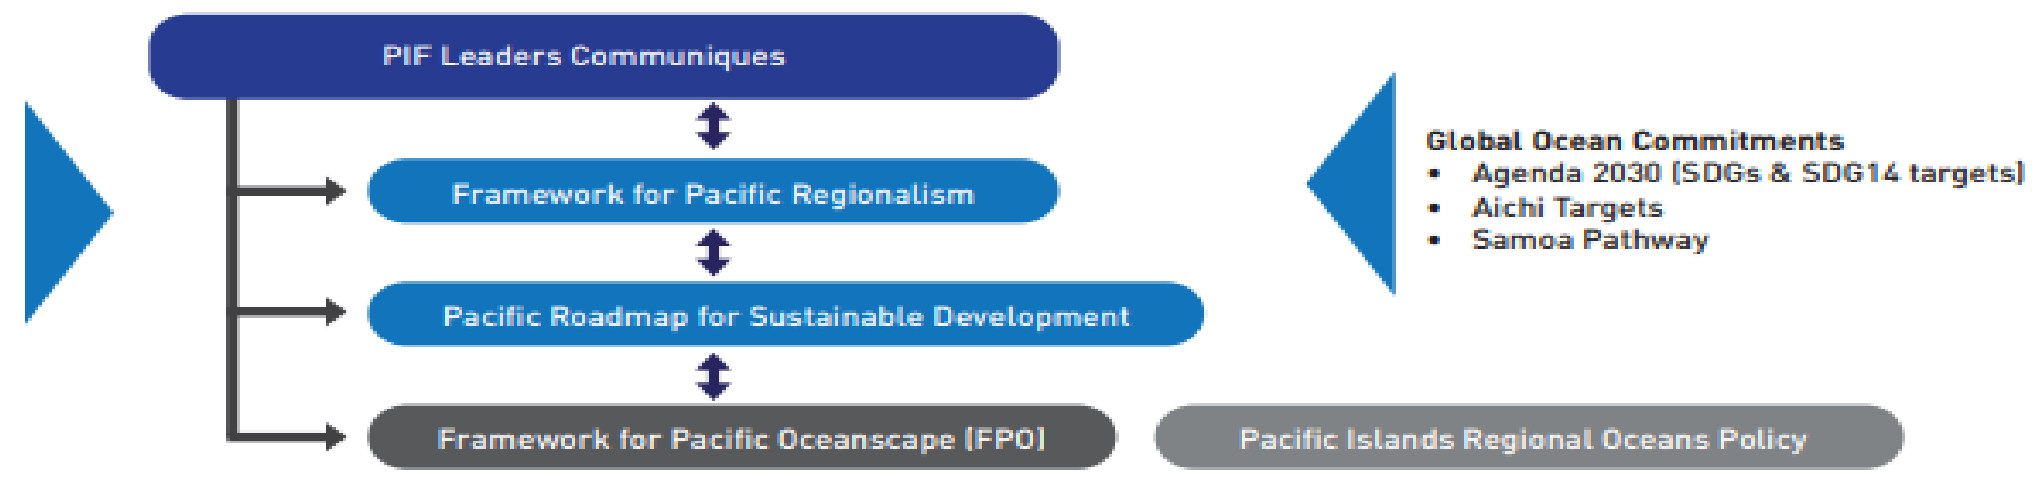 PIF Leaders Communiques
Framework for Pacific Regionalism
Pacific Roadmap for Sustainable Development
Framework for Pacific Oceanscape (FPO)
Pacific Islands Regional Oceans Policy
Global Ocean Commitments
• Agenda 2030 (SDGs & SDG14 targets)
• Aichi Targets
• Samoa Pathway